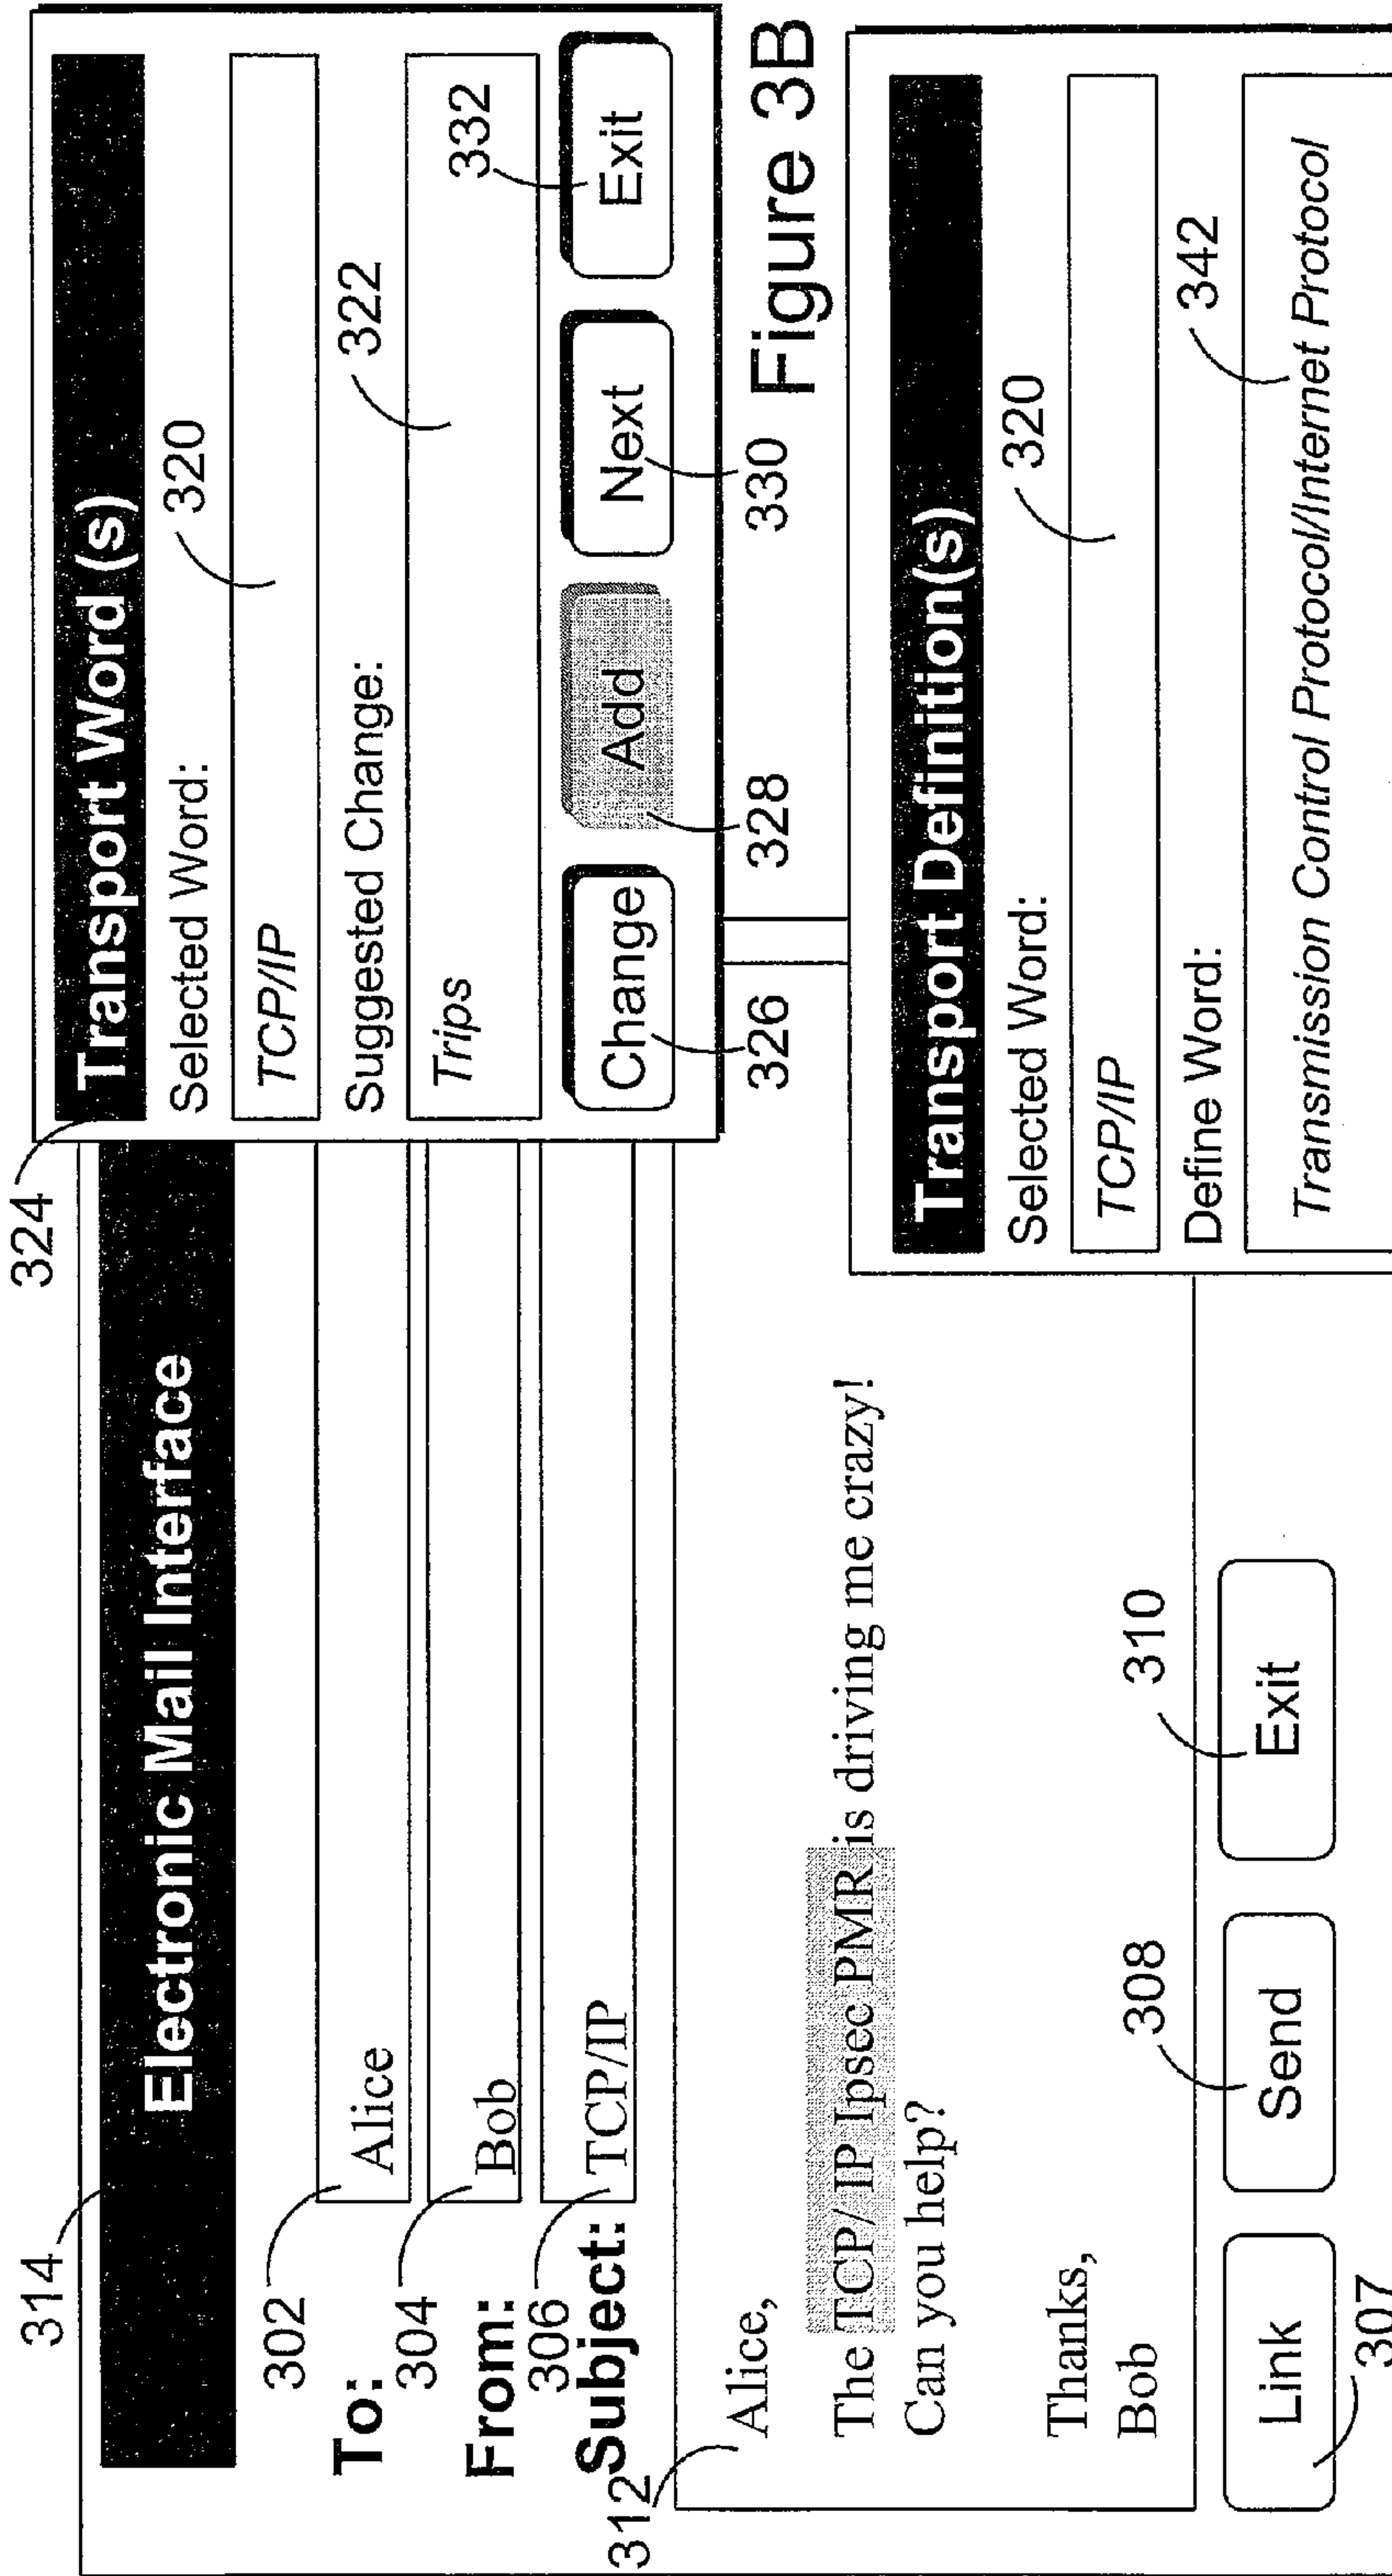 314
Electronic Mail Interface
302
To:
Alice
304
From:
Bob
306
Subject:
TCP/IP
312
Alice,
The TCP/IP Ipsec PMR is driving me crazy!
Can you help?
Thanks,
Bob
Link
Send
Exit
307
308
310
324
Transport Word (s)
Selected Word:
320
TCP/IP
Suggested Change:
322
Trips
332
Change
Add
Next
Exit
326
328
330
Figure 3B
Transport Definition(s)
Selected Word:
320
TCP/IP
Define Word:
342
Transmission Control Protocol/Internet Protocol